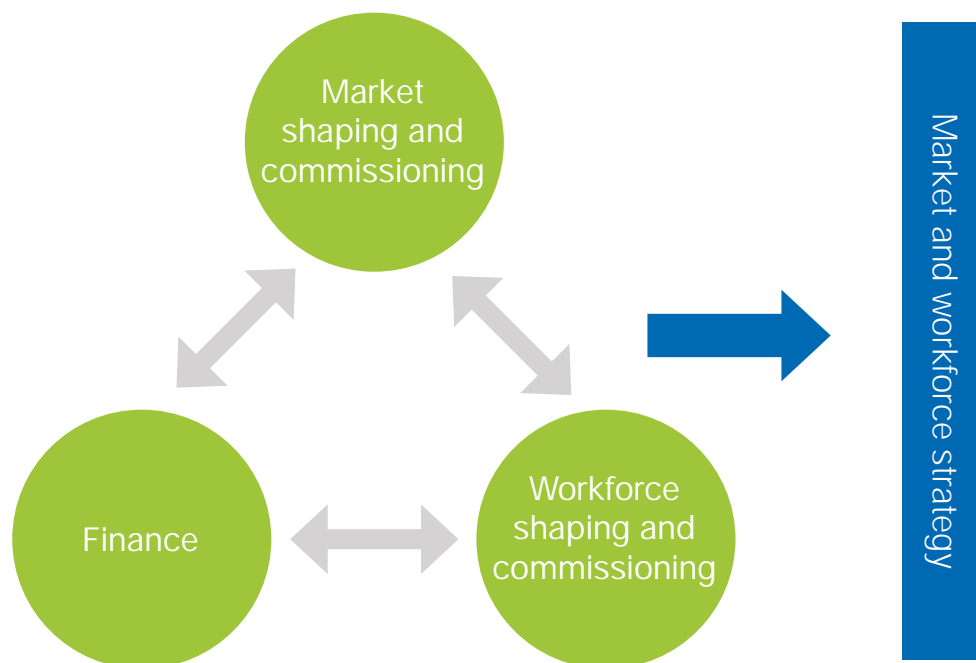 Market
shaping and
commissioning
Finance
Workforce
shaping and
commissioning
Market and workforce strategy